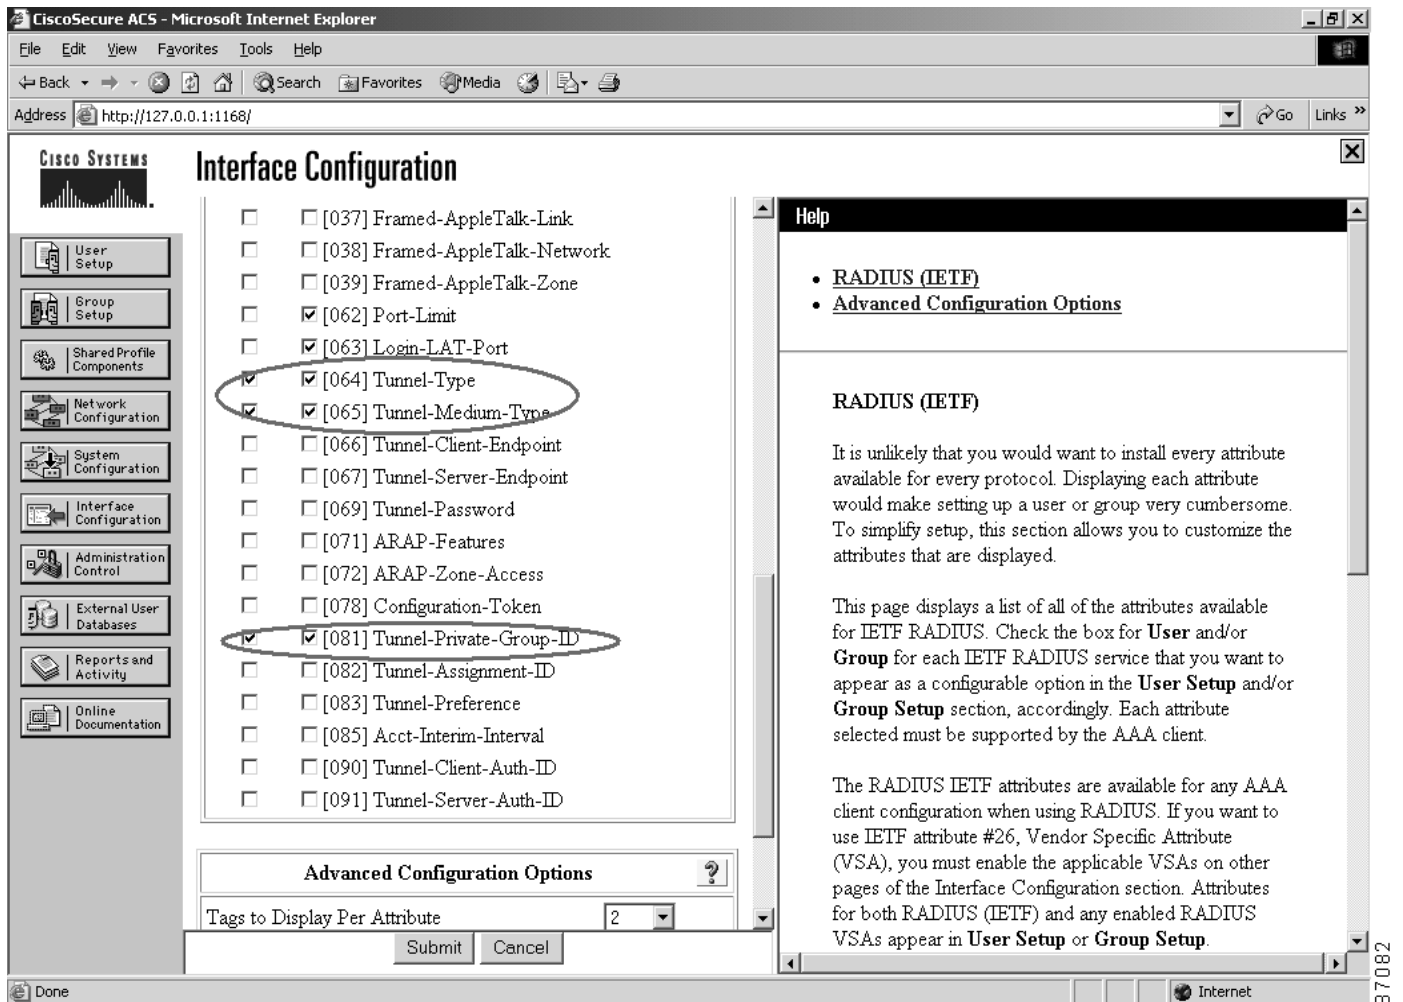 CiscoSecure ACS - Microsoft Internet Explorer
File Edit View Favorites Tools Help
Back Search Favorites Media
Address http://127.0.0.1:1168/ Go Links »
CISCO SYSTEMS
Interface Configuration
User Setup
Group Setup
Shared Profile Components
Network Configuration
System Configuration
Interface Configuration
Administration Control
External User Databases
Reports and Activity
Online Documentation
[037] Framed-AppleTalk-Link
[038] Framed-AppleTalk-Network
[039] Framed-AppleTalk-Zone
[062] Port-Limit
[063] Login-LAT-Port
[064] Tunnel-Type
[065] Tunnel-Medium-Type
[066] Tunnel-Client-Endpoint
[067] Tunnel-Server-Endpoint
[069] Tunnel-Password
[071] ARAP-Features
[072] ARAP-Zone-Access
[078] Configuration-Token
[081] Tunnel-Private-Group-ID
[082] Tunnel-Assignment-ID
[083] Tunnel-Preference
[085] Acct-Interim-Interval
[090] Tunnel-Client-Auth-ID
[091] Tunnel-Server-Auth-ID
Advanced Configuration Options ?
Tags to Display Per Attribute 2
Submit Cancel
Help
• RADIUS (IETF)
• Advanced Configuration Options
RADIUS (IETF)
It is unlikely that you would want to install every attribute
available for every protocol. Displaying each attribute
would make setting up a user or group very cumbersome.
To simplify setup, this section allows you to customize the
attributes that are displayed.
This page displays a list of all of the attributes available
for IETF RADIUS. Check the box for User and/or
Group for each IETF RADIUS service that you want to
appear as a configurable option in the User Setup and/or
Group Setup section, accordingly. Each attribute
selected must be supported by the AAA client.
The RADIUS IETF attributes are available for any AAA
client configuration when using RADIUS. If you want to
use IETF attribute #26, Vendor Specific Attribute
(VSA), you must enable the applicable VSAs on other
pages of the Interface Configuration section. Attributes
for both RADIUS (IETF) and any enabled RADIUS
VSAs appear in User Setup or Group Setup.
Done Internet